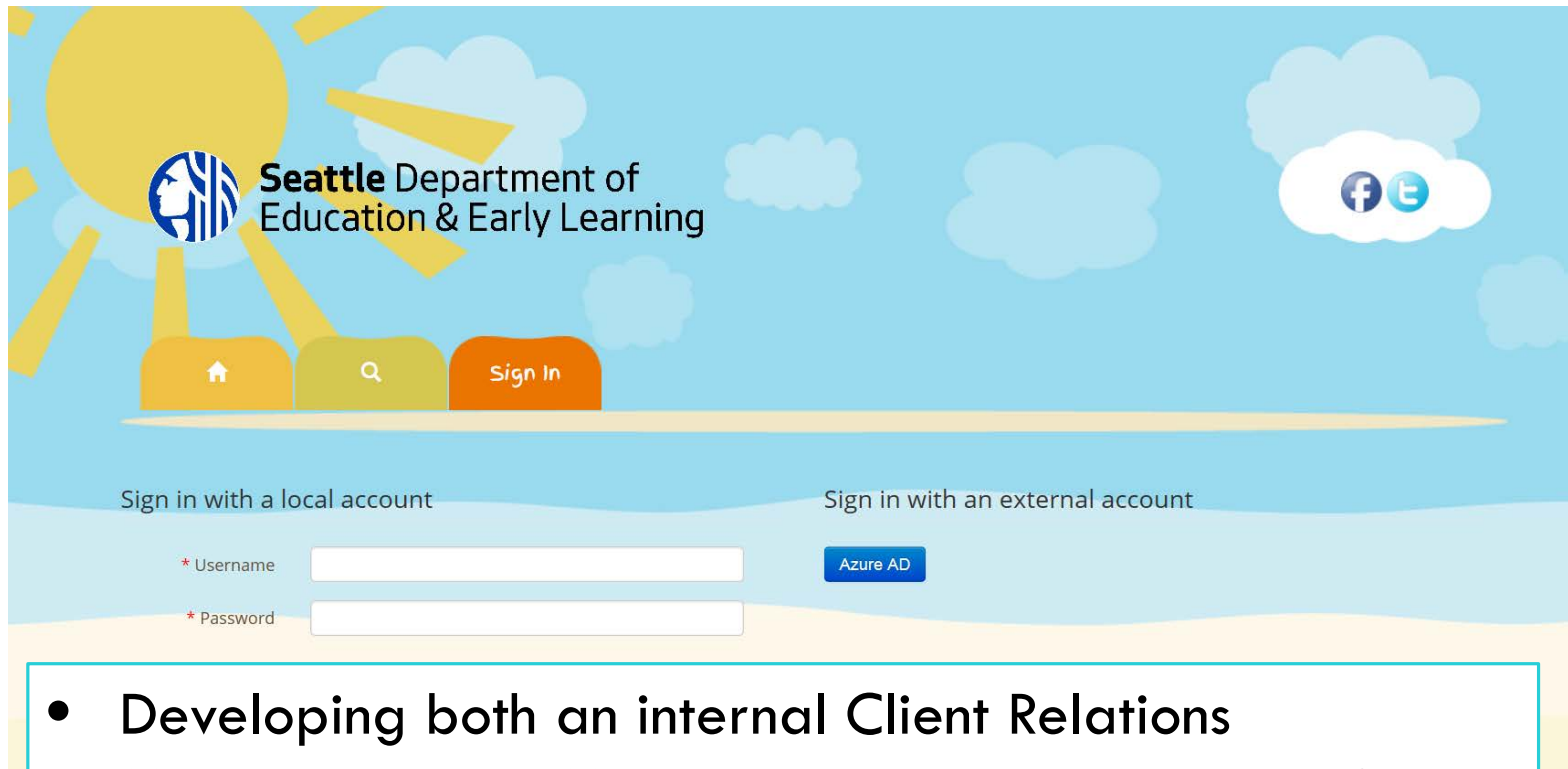 Seattle Department of
Education & Early Learning
Sign In
Sign in with a local account
* Username
* Password
Sign in with an external account
Azure AD
• Developing both an internal Client Relations